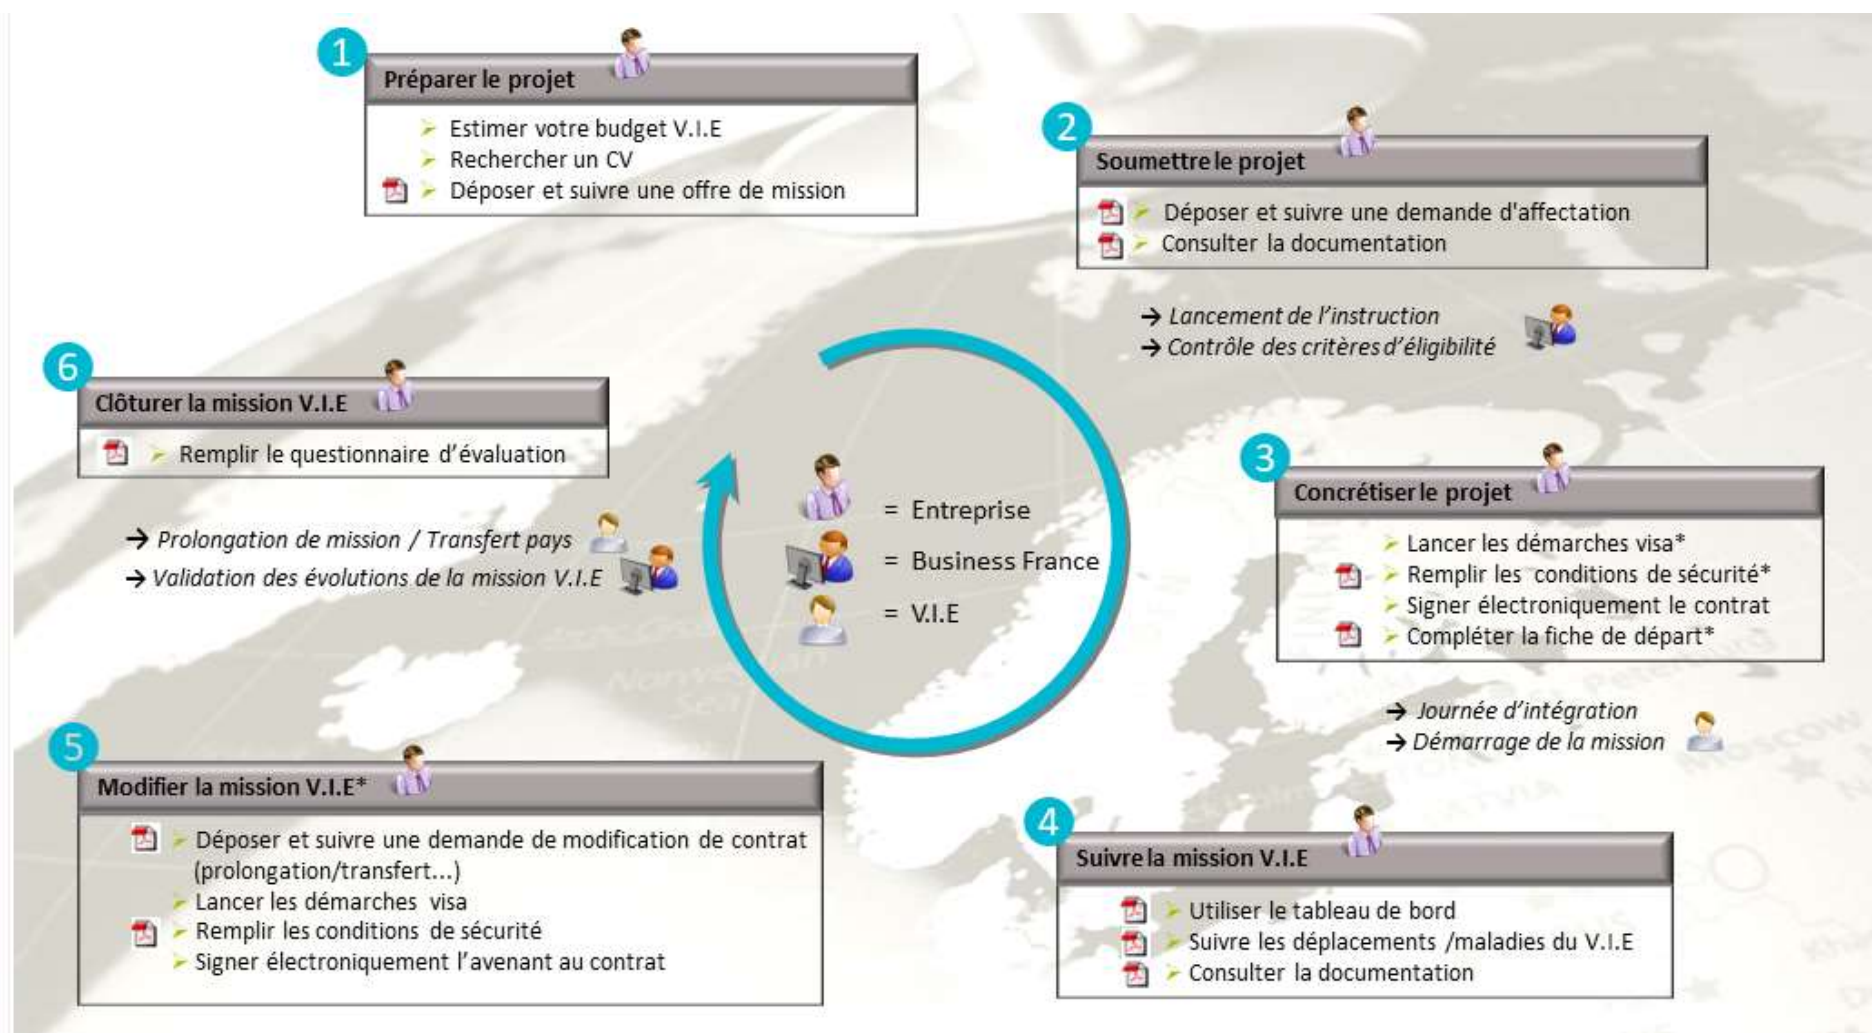 1
Préparer le projet
Estimer votre budget V.I.E
Rechercher un CV
Déposer et suivre une offre de mission
2
Soumettre le projet
Déposer et suivre une demande d'affectation
Consulter la documentation
→ Lancement de l’instruction
→ Contrôle des critères d’éligibilité
3
Concrétiser le projet
Lancer les démarches visa*
Remplir les conditions de sécurité*
Signer électroniquement le contrat
Compléter la fiche de départ*
→ Journée d’intégration
→ Démarrage de la mission
4
Suivre la mission V.I.E
Utiliser le tableau de bord
Suivre les déplacements /maladies du V.I.E
Consulter la documentation
5
Modifier la mission V.I.E*
Déposer et suivre une demande de modification de contrat
(prolongation/transfert...)
Lancer les démarches visa
Remplir les conditions de sécurité
Signer électroniquement l’avenant au contrat
6
Clôturer la mission V.I.E
Remplir le questionnaire d’évaluation
→ Prolongation de mission / Transfert pays
→ Validation des évolutions de la mission V.I.E
= Entreprise
= Business France
= V.I.E
Norwegian
Sea
MOSCOW
LATVIA